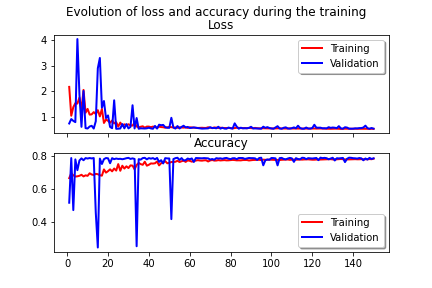 Evolution of loss and accuracy during the training
Loss
4
3
2
1
Training
Validation
Accuracy
0.8
0.6
0.4
Training
Validation
0 20 40 60 80 100 120 140